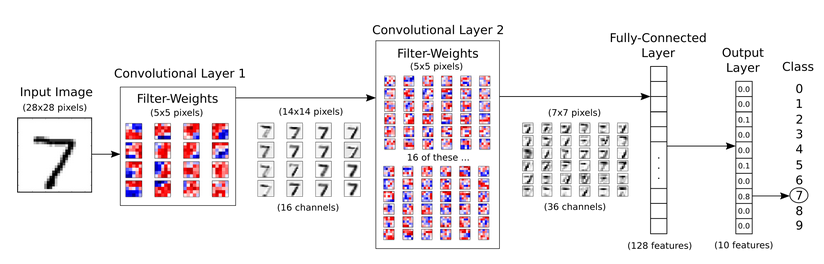 Input Image
(28x28 pixels)
Convolutional Layer 1
Filter-Weights
(5x5 pixels)
(14x14 pixels)
(16 channels)
Convolutional Layer 2
Filter-Weights
(5x5 pixels)
16 of these ...
(7x7 pixels)
(36 channels)
Fully-Connected
Layer
(128 features)
Output
Layer
0.0
0.0
0.1
0.0
0.0
0.1
0.0
0.8
0.0
0.0
(10 features)
Class
0
1
2
3
4
5
6
7
8
9